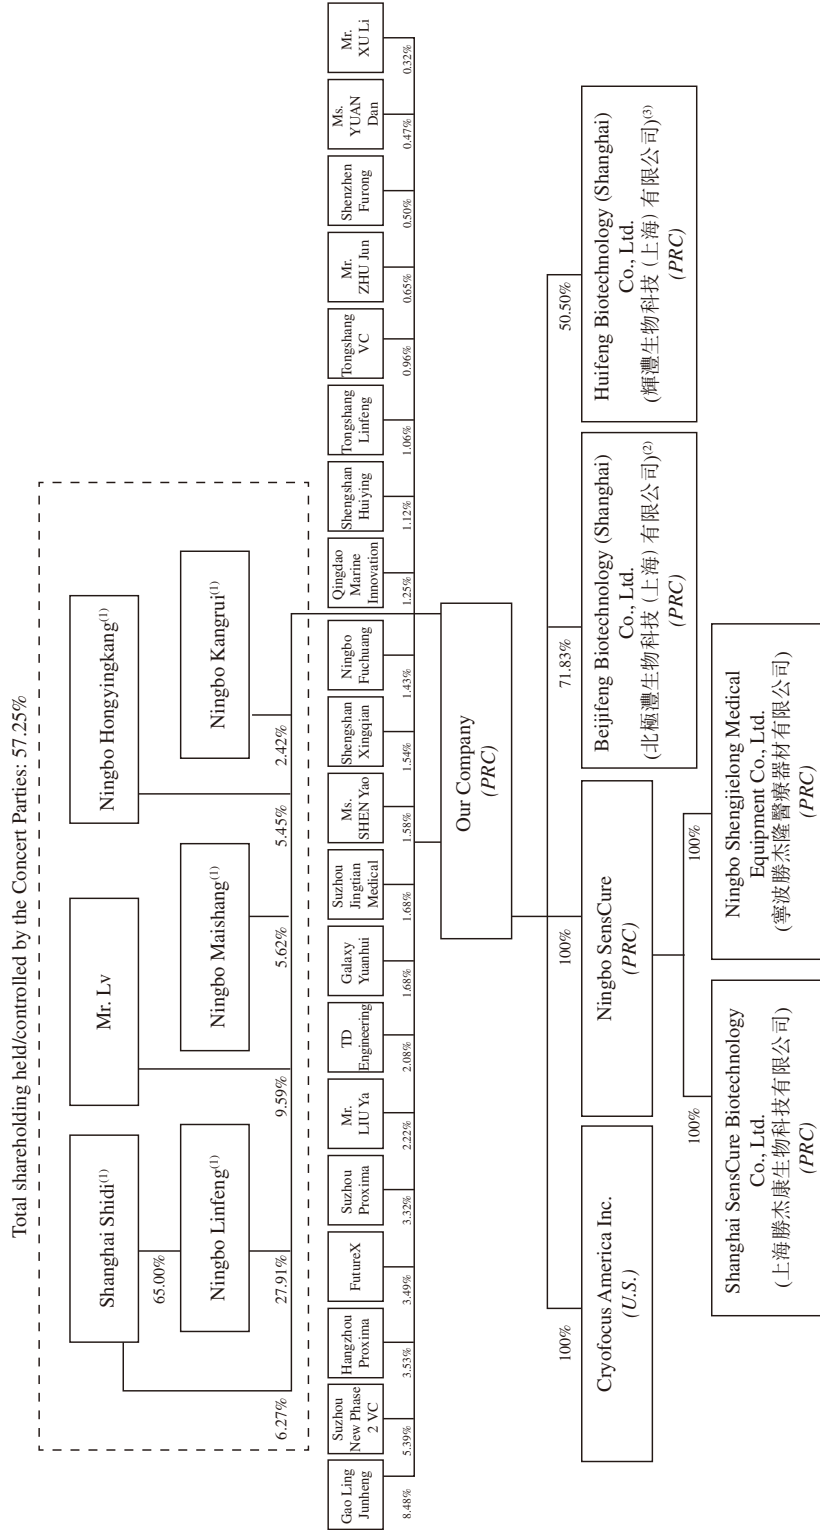 Total shareholding held/controlled by the Concert Parties: 57.25%
Shanghai Shidi(1)
Mr. Lv
Ningbo Hongyingkang(1)
65.00%
Ningbo Linfeng(1)
Ningbo Maishang(1)
Ningbo Kangrui(1)
6.27%
27.91%
9.59%
5.62%
5.45%
2.42%
Gao Ling
Junheng
8.48%
Suzhou
New Phase
2 VC
5.39%
Hangzhou
Proxima
3.53%
FutureX
3.49%
Suzhou
Proxima
3.32%
Mr.
LIU Ya
2.22%
TD
Engineering
2.08%
Galaxy
Yuanhui
1.68%
Suzhou
Jingtian
Medical
1.68%
Ms.
SHEN Yao
1.58%
Shengshan
Xingqian
1.54%
Ningbo
Fuchuang
1.43%
Qingdao
Marine
Innovation
1.25%
Shengshan
Huiying
1.12%
Tongshang
Linfeng
1.06%
Tongshang
VC
0.96%
Mr.
ZHU Jun
0.65%
Shenzhen
Furong
0.50%
Ms.
YUAN
Dan
0.47%
Mr.
XU Li
0.32%
Our Company
(PRC)
100%
100%
71.83%
50.50%
Cryofocus America Inc.
(U.S.)
Ningbo SensCure
(PRC)
Beijifeng Biotechnology (Shanghai)
Co., Ltd.
(北極灃生物科技 (上海) 有限公司)(2)
(PRC)
Huifeng Biotechnology (Shanghai)
Co., Ltd.
(輝灃生物科技 (上海) 有限公司)(3)
(PRC)
100%
100%
Shanghai SensCure Biotechnology
Co., Ltd.
(上海勝杰康生物科技有限公司)
(PRC)
Ningbo Shengjielong Medical
Equipment Co., Ltd.
(寧波勝杰隆醫療器材有限公司)
(PRC)